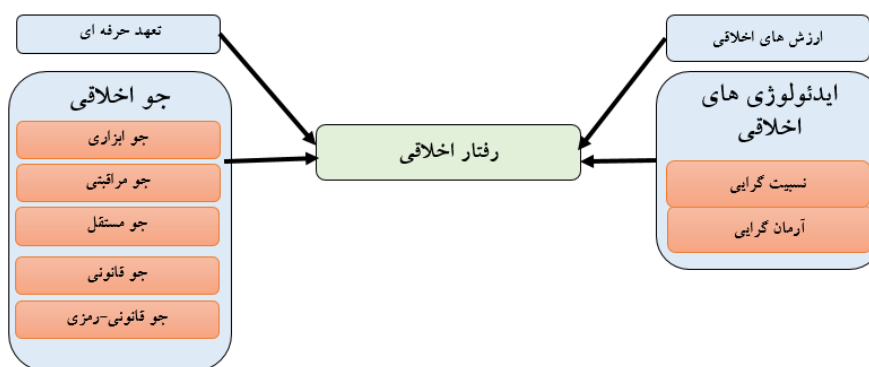 ارزش های اخلاقی
ایدئولوژی های
اخلاقی
نسبیت گرایی
آرمان گرایی
رفتار اخلاقی
تعهد حرفه ای
جو اخلاقی
جو ابزاری
جو مراقبتی
جو مستقل
جو قانونی
جو قانونی-رمزی